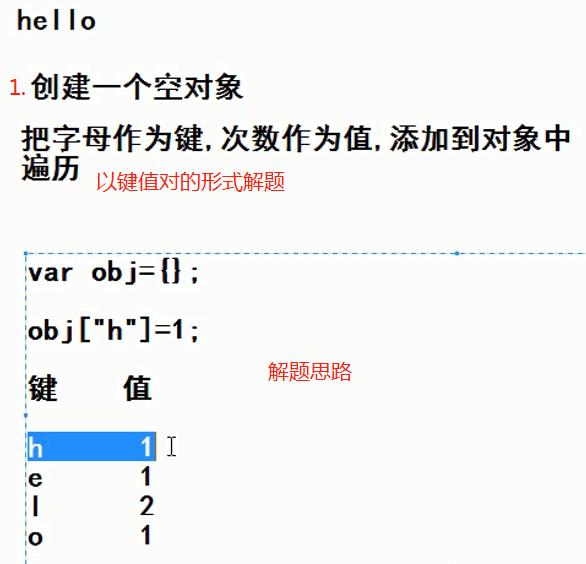 hello
1.创建一个空对象
把字母作为键,次数作为值,添加到对象中
遍历
以键值对的形式解题
var obj={};
obj["h"]=1;
解题思路
键 值
h 1
e 1
l 2
o 1